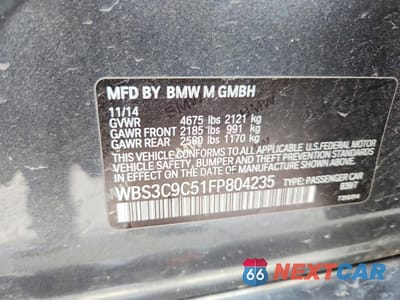 MFD BY BMW M GMBH
11/14
GVWR 4675 lbs 2121 kg
GAWR FRONT 2185 lbs 991 kg
GAWR REAR 2580 lbs 1170 kg
THIS VEHICLE CONFORMS TO ALL APPLICABLE U.S. FEDERAL MOTOR
VEHICLE SAFETY, BUMPER, AND THEFT PREVENTION STANDARDS IN
EFFECT ON THE DATE OF MANUFACTURE SHOWN ABOVE.
WBS3C9C51FP804235 TYPE: PASSENGER CAR
66 NEXTCAR